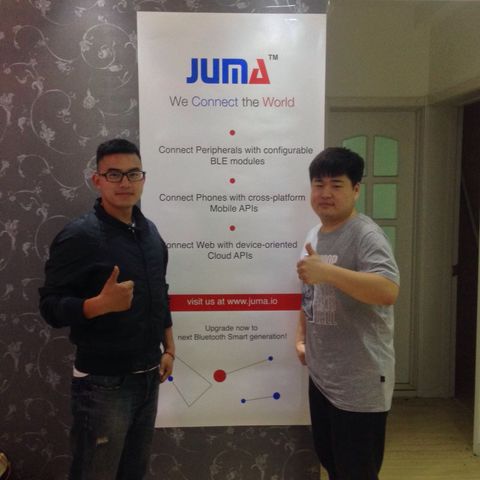 JUMA™
We Connect the World
Connect Peripherals with configurable
BLE modules
Connect Phones with cross-platform
Mobile APIs
onnect Web with device-oriented
Cloud APIs
visit us at www.juma.io
Upgrade now to
next Bluetooth Smart generation!